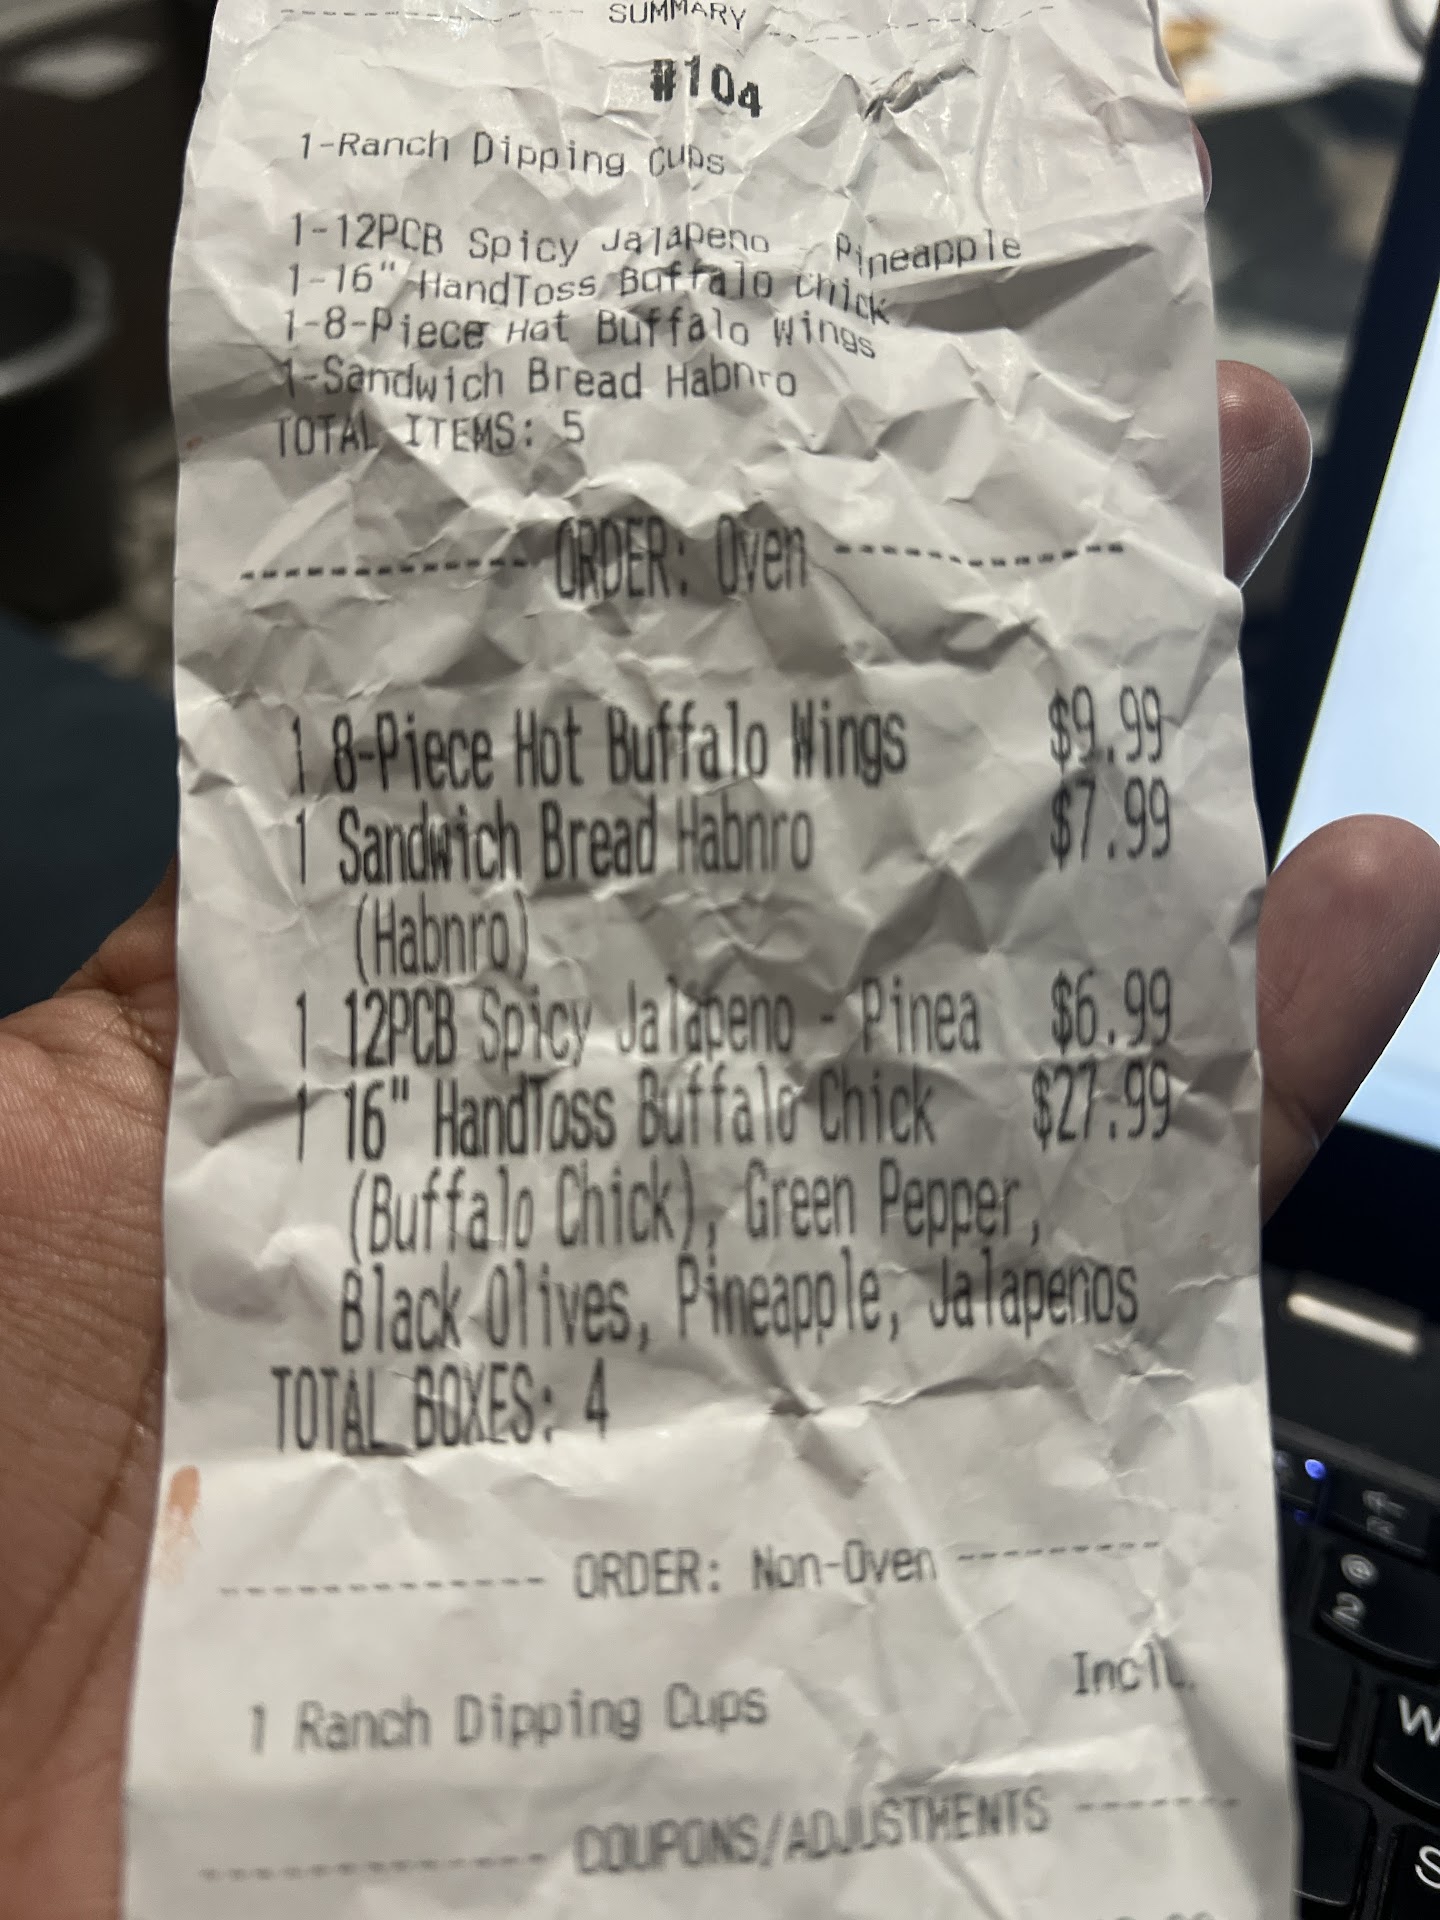 SUMMARY
#104
1-Ranch Dipping Cups
1-12PCB Spicy Jalapeno - Pineapple
1-16" HandToss Buffalo Chick
1-8-Piece Hot Buffalo Wings
1-Sandwich Bread Habnro
TOTAL ITEMS: 5
ORDER: Oven
1 8-Piece Hot Buffalo Wings $9.99
1 Sandwich Bread Habnro $7.99
(Habnro)
1 12PCB Spicy Jalapeno - Pinea $6.99
1 16" HandToss Buffalo Chick $27.99
(Buffalo Chick), Green Pepper,
Black Olives, Pineapple, Jalapenos
TOTAL BOXES: 4
ORDER: Non-Oven
1 Ranch Dipping Cups Incl.
COUPONS/ADJUSTMENTS
@
2
W
S